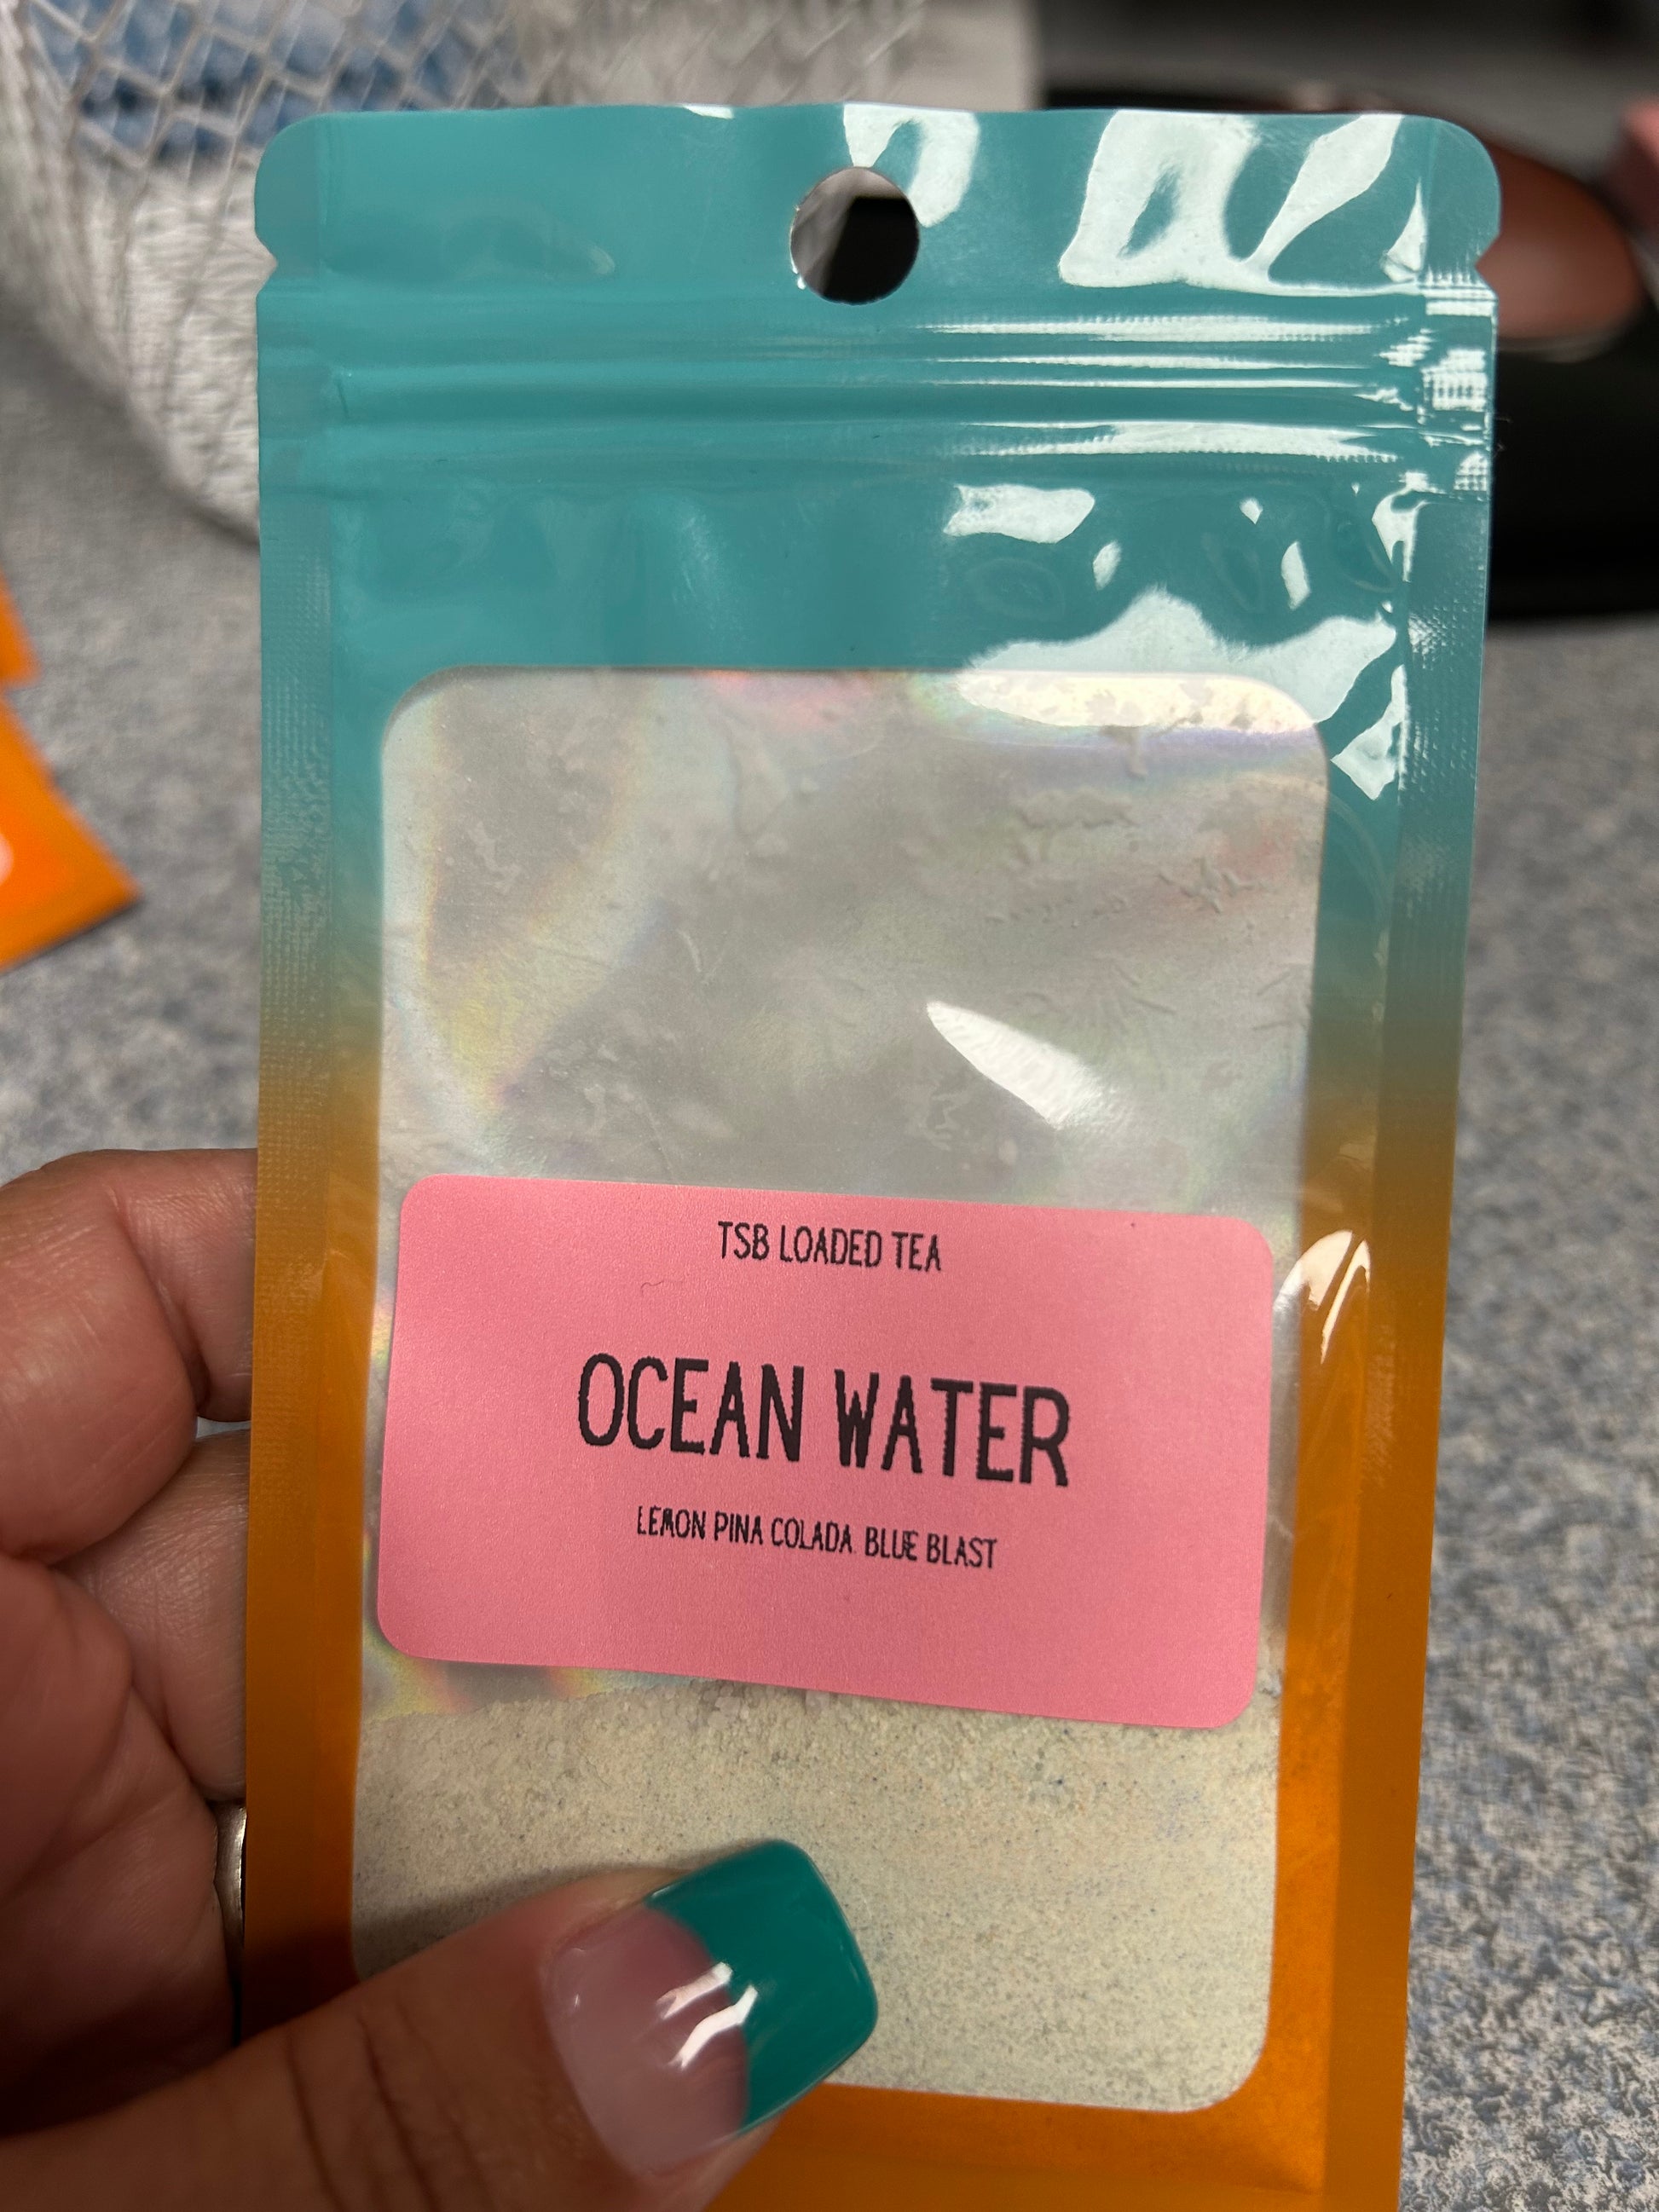 TSB LOADED TEA
OCEAN WATER
LEMON PINA COLADA BLUE BLAST